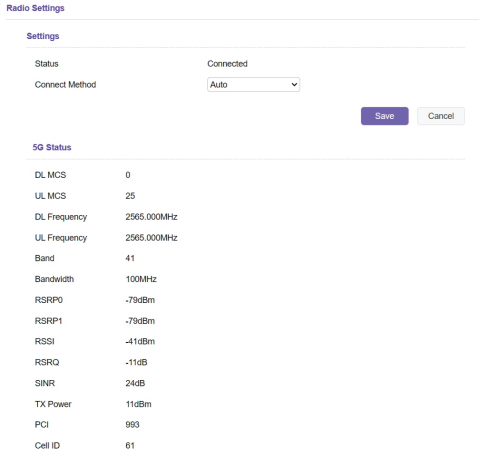 Radio Settings
Settings
Status Connected
Connect Method Auto
Save Cancel
5G Status
DL MCS 0
UL MCS 25
DL Frequency 2565.000MHz
UL Frequency 2565.000MHz
Band 41
Bandwidth 100MHz
RSRP0 -79dBm
RSRP1 -79dBm
RSSI -41dBm
RSRQ -11dB
SINR 24dB
TX Power 11dBm
PCI 993
Cell ID 61